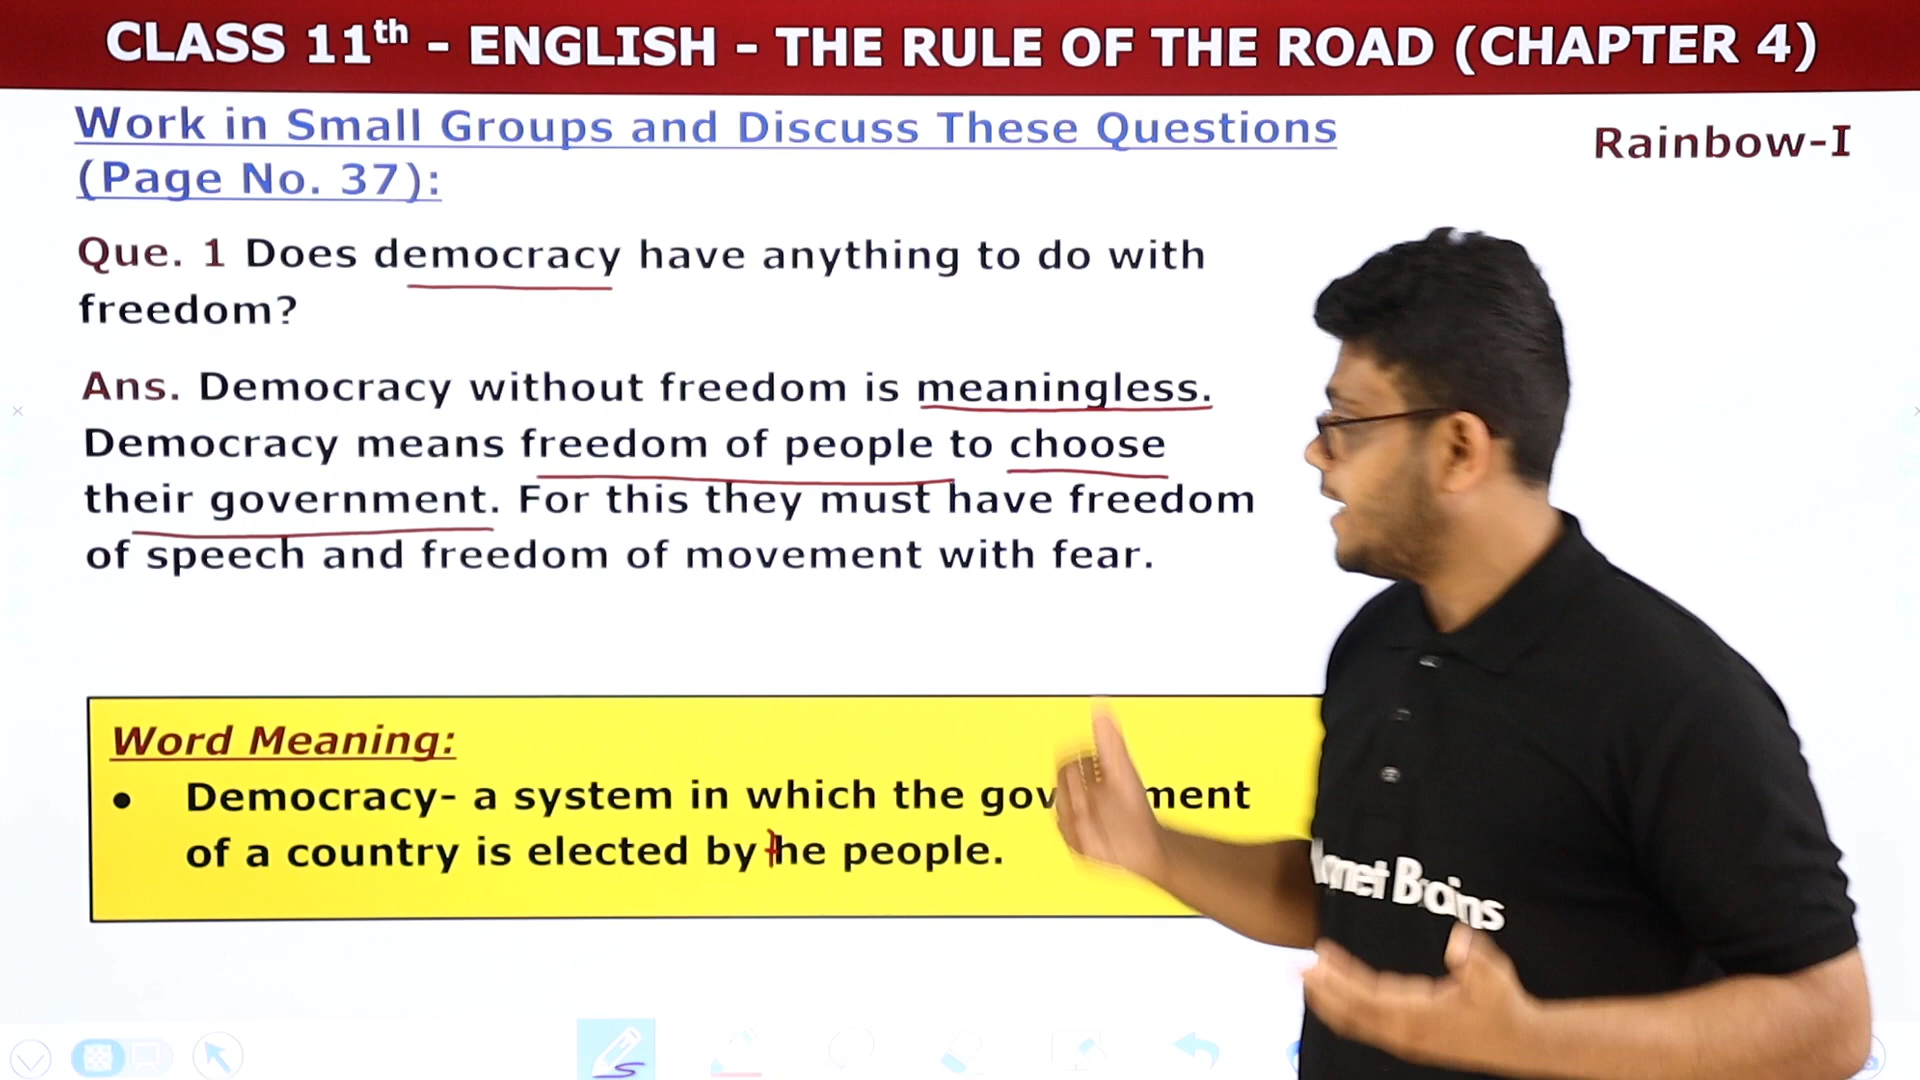 CLASS 11th - ENGLISH - THE RULE OF THE ROAD (CHAPTER 4)
Work in Small Groups and Discuss These Questions
(Page No. 37):
Rainbow-I
Que. 1 Does democracy have anything to do with
freedom?
Ans. Democracy without freedom is meaningless.
Democracy means freedom of people to choose
their government. For this they must have freedom
of speech and freedom of movement with fear.
Word Meaning:
• Democracy- a system in which the government
of a country is elected by the people.
Brains